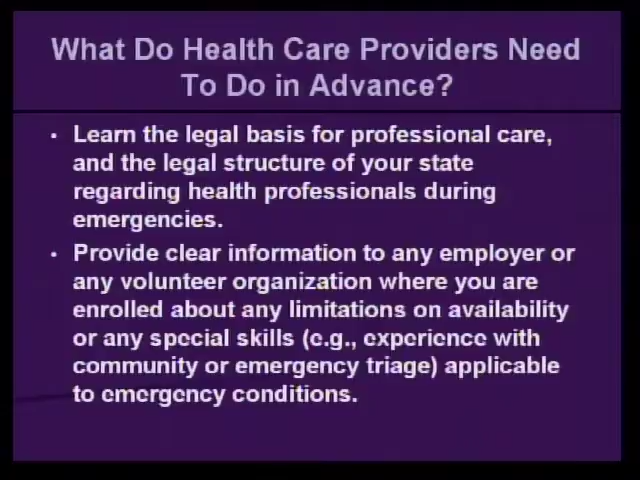 What Do Health Care Providers Need
To Do in Advance?
• Learn the legal basis for professional care,
and the legal structure of your state
regarding health professionals during
emergencies.
• Provide clear information to any employer or
any volunteer organization where you are
enrolled about any limitations on availability
or any special skills (e.g., experience with
community or emergency triage) applicable
to emergency conditions.